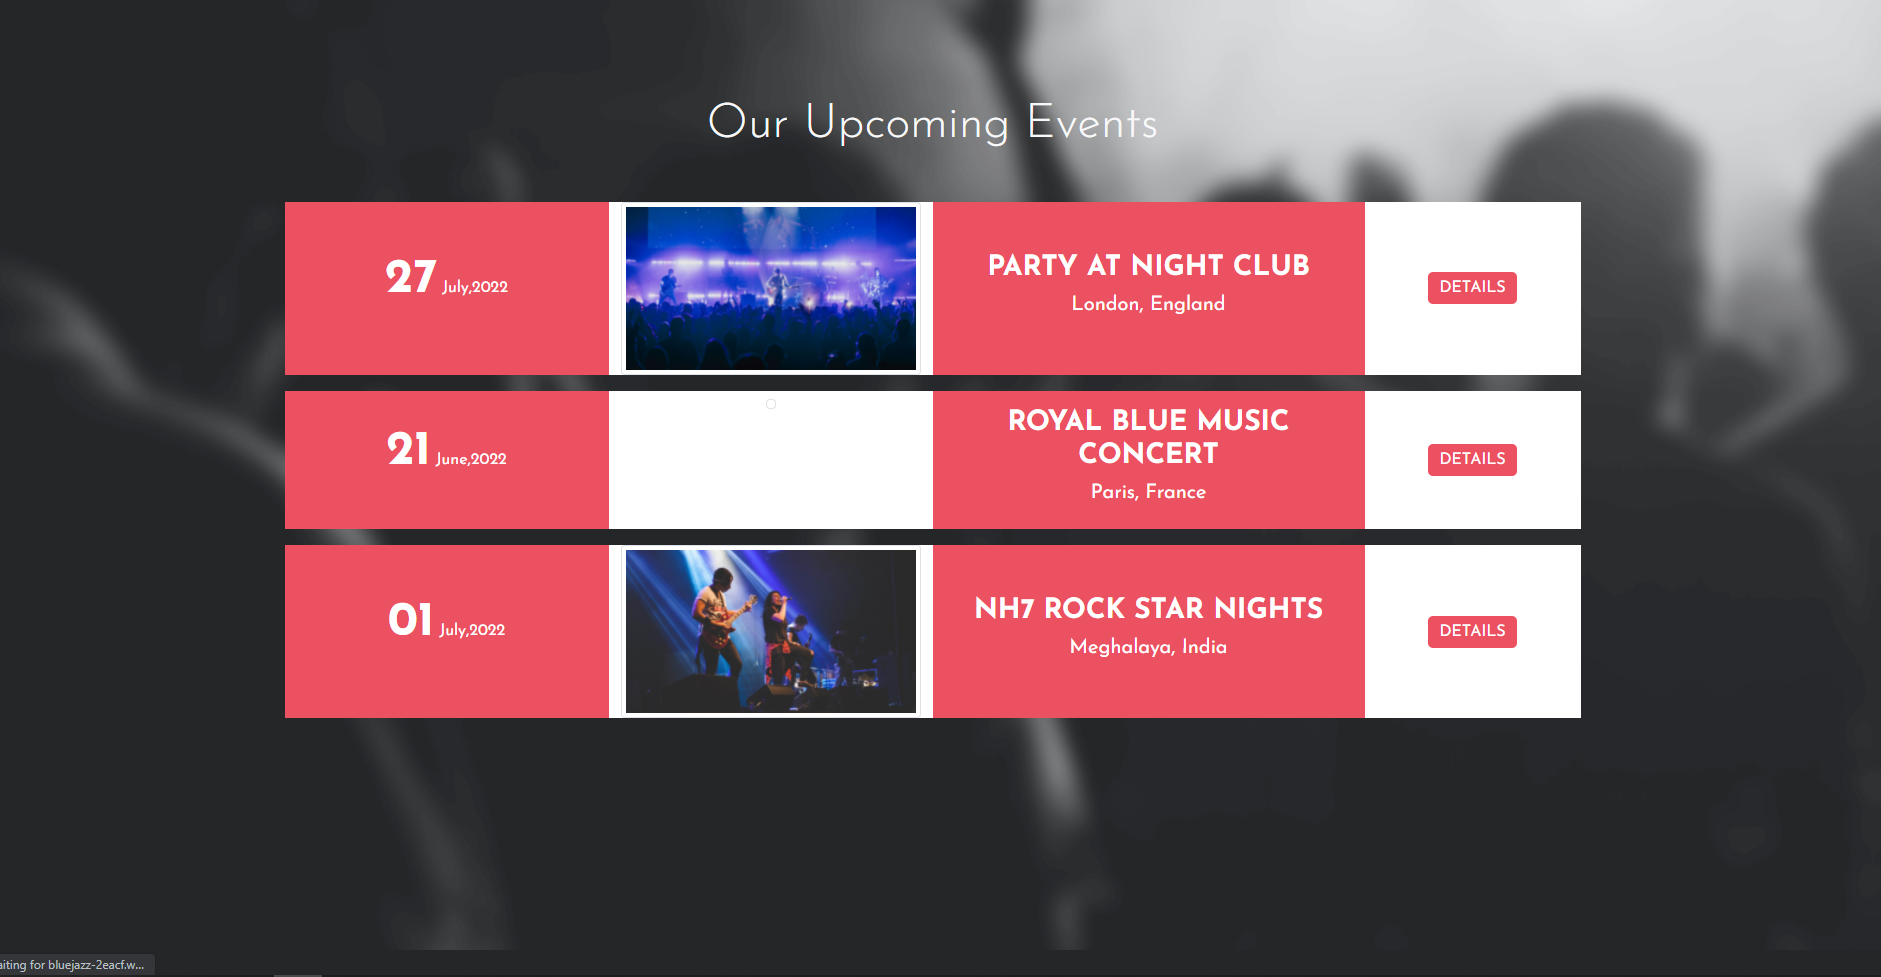 Our Upcoming Events
27 July,2022
PARTY AT NIGHT CLUB
London, England
DETAILS
21 June,2022
ROYAL BLUE MUSIC
CONCERT
Paris, France
DETAILS
01 July,2022
NH7 ROCK STAR NIGHTS
Meghalaya, India
DETAILS
aiting for bluejazz-2eacf.w...